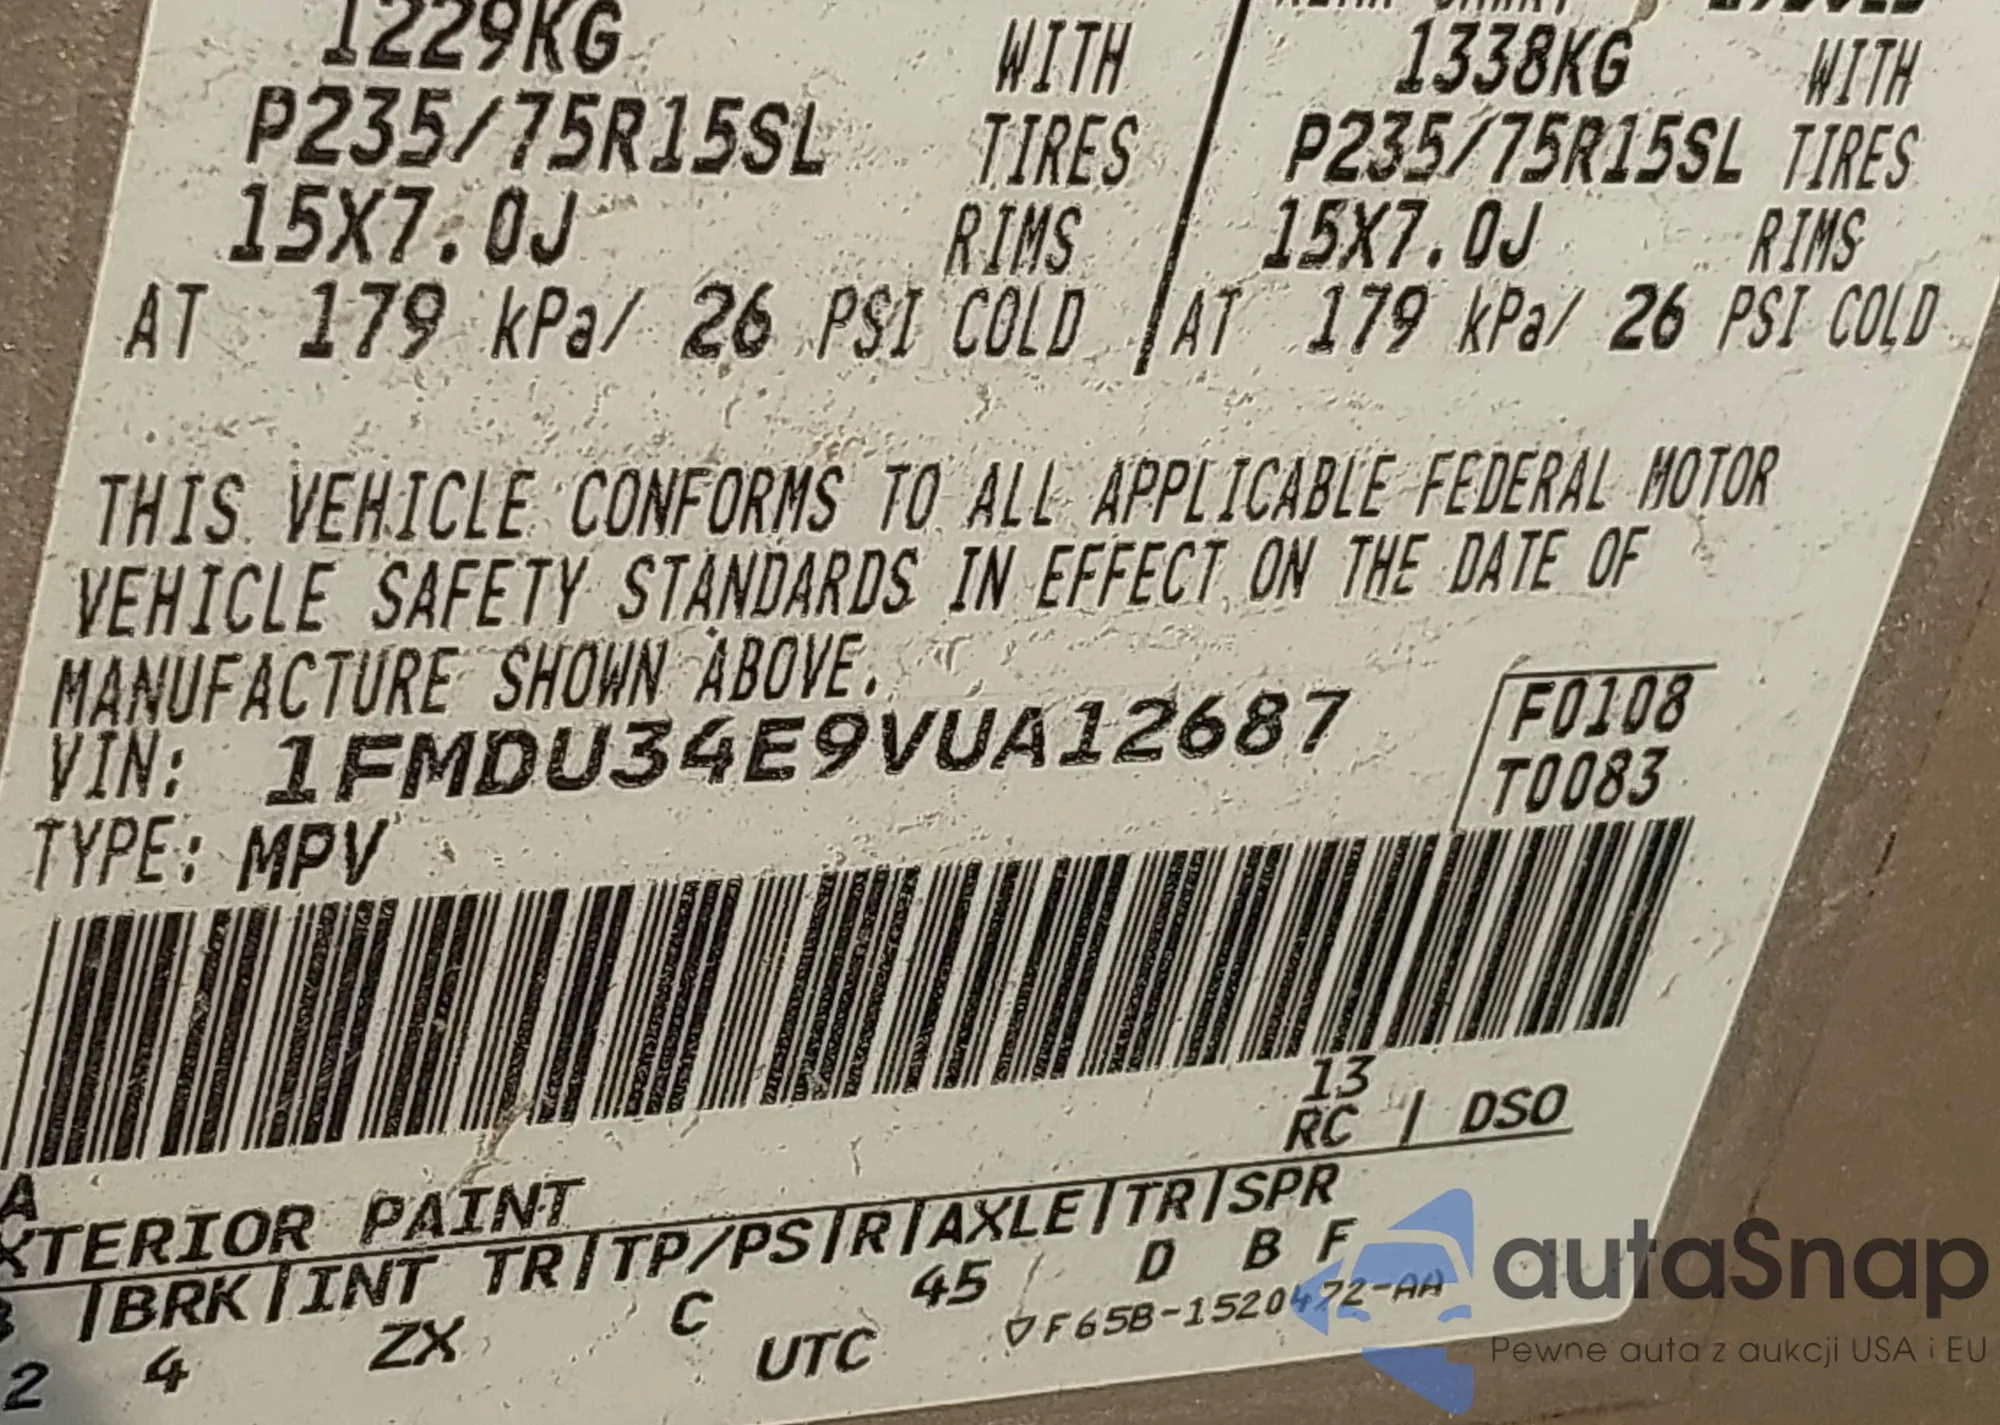 1229KG WITH 1338KG WITH
P235/75R15SL TIRES P235/75R15SL TIRES
15X7.0J RIMS 15X7.0J RIMS
AT 179 kPa/ 26 PSI COLD AT 179 kPa/ 26 PSI COLD
THIS VEHICLE CONFORMS TO ALL APPLICABLE FEDERAL MOTOR
VEHICLE SAFETY STANDARDS IN EFFECT ON THE DATE OF
MANUFACTURE SHOWN ABOVE.
VIN: 1FMDU34E9VUA12687 F0108
TYPE: MPV T0083
13
RC | DSO
A
XTERIOR PAINT
|BRK|INT TR|TP/PS|R|AXLE|TR|SPR
2 4 ZX C 45 D B F
UTC ▽F65B-1520472-AA
autaSnap
Pewne auta z aukcji USA i EU